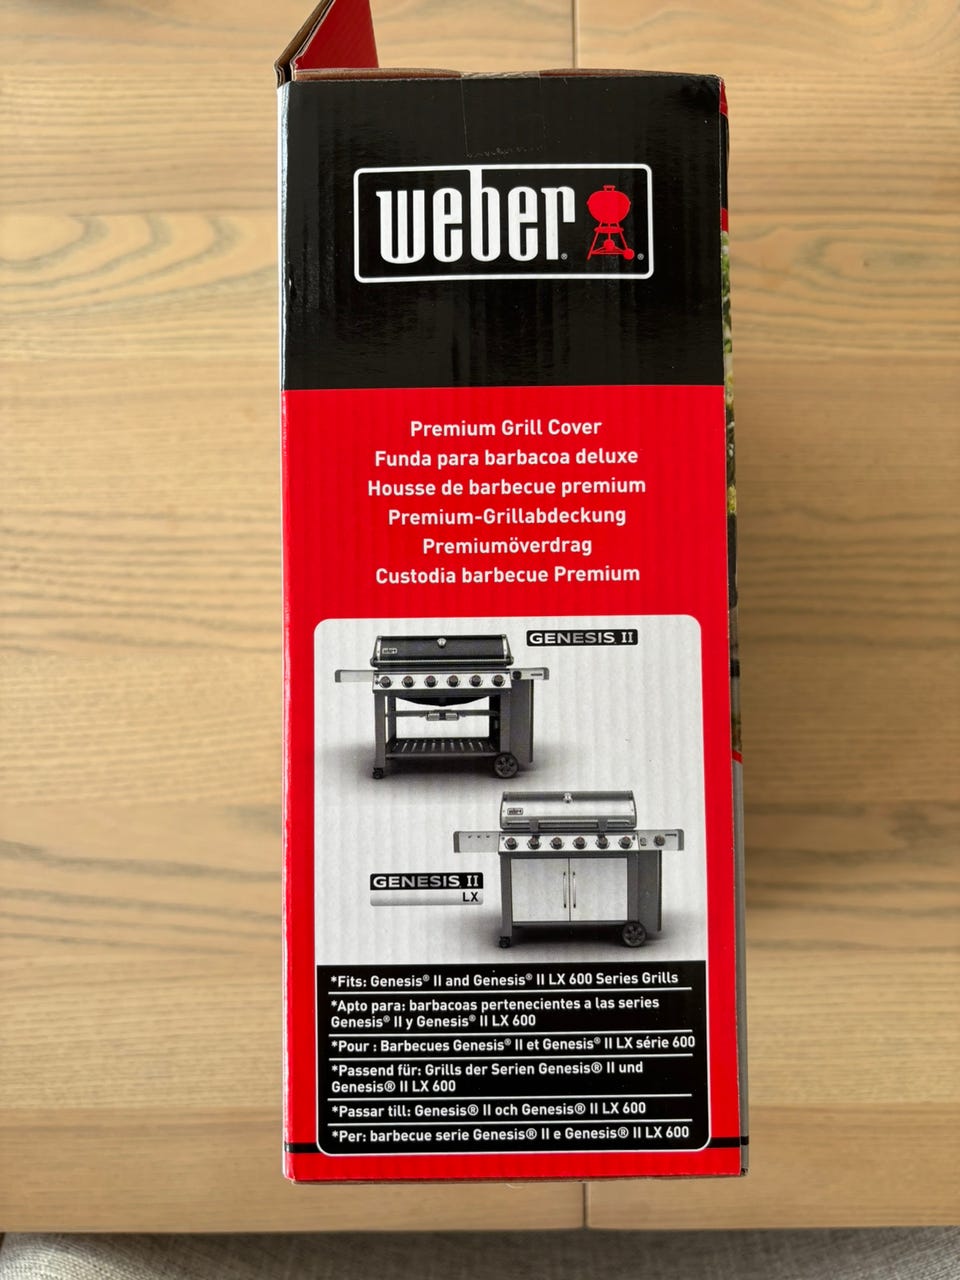 weber
Premium Grill Cover
Funda para barbacoa deluxe
Housse de barbecue premium
Premium-Grillabdeckung
Premiumöverdrag
Custodia barbecue Premium
GENESIS II
GENESIS II
LX
*Fits: Genesis® II and Genesis® II LX 600 Series Grills
*Apto para: barbacoas pertenecientes a las series
Genesis® II y Genesis® II LX 600
*Pour : Barbecues Genesis® II et Genesis® II LX série 600
*Passend für: Grills der Serien Genesis® II und
Genesis® II LX 600
*Passar till: Genesis® II och Genesis® II LX 600
*Per: barbecue serie Genesis® II e Genesis® II LX 600